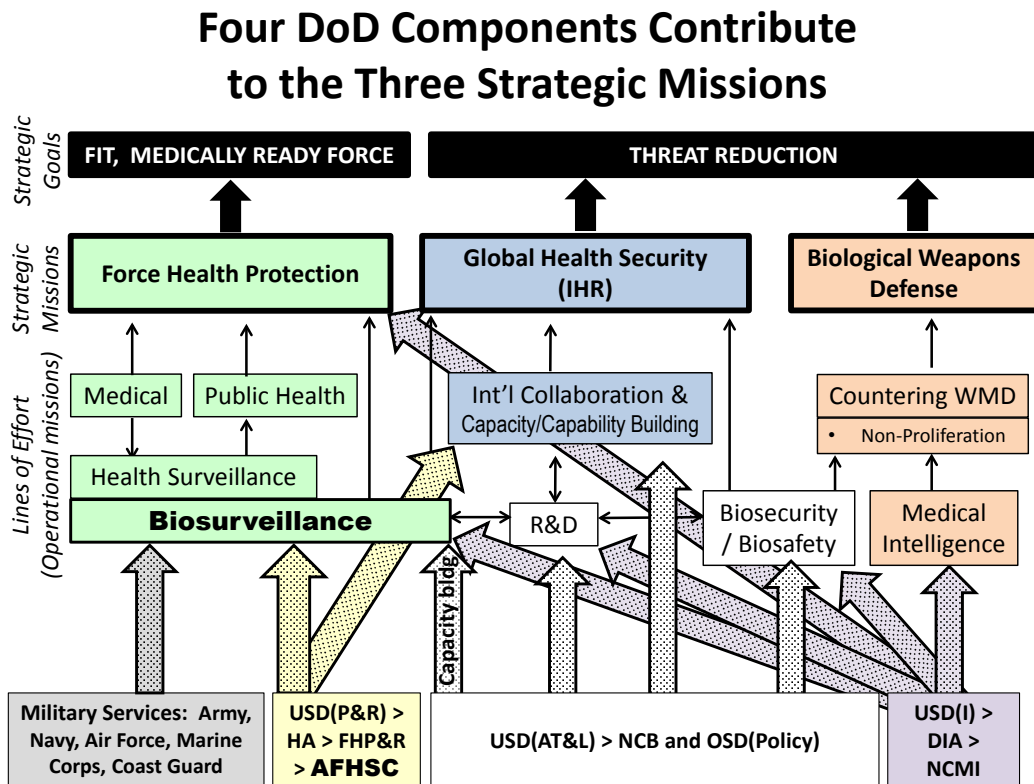 Four DoD Components Contribute
to the Three Strategic Missions
Strategic
Goals
FIT, MEDICALLY READY FORCE
THREAT REDUCTION
Strategic
Missions
Force Health Protection
Global Health Security
(IHR)
Biological Weapons
Defense
Lines of Effort
(Operational missions)
Medical
Public Health
Int'l Collaboration &
Capacity/Capability Building
Countering WMD
• Non-Proliferation
Health Surveillance
Biosurveillance
R&D
Biosecurity
/ Biosafety
Medical
Intelligence
Capacity bldg
Military Services: Army,
Navy, Air Force, Marine
Corps, Coast Guard
USD(P&R) >
HA > FHP&R
> AFHSC
USD(AT&L) > NCB and OSD(Policy)
USD(I) >
DIA >
NCMI